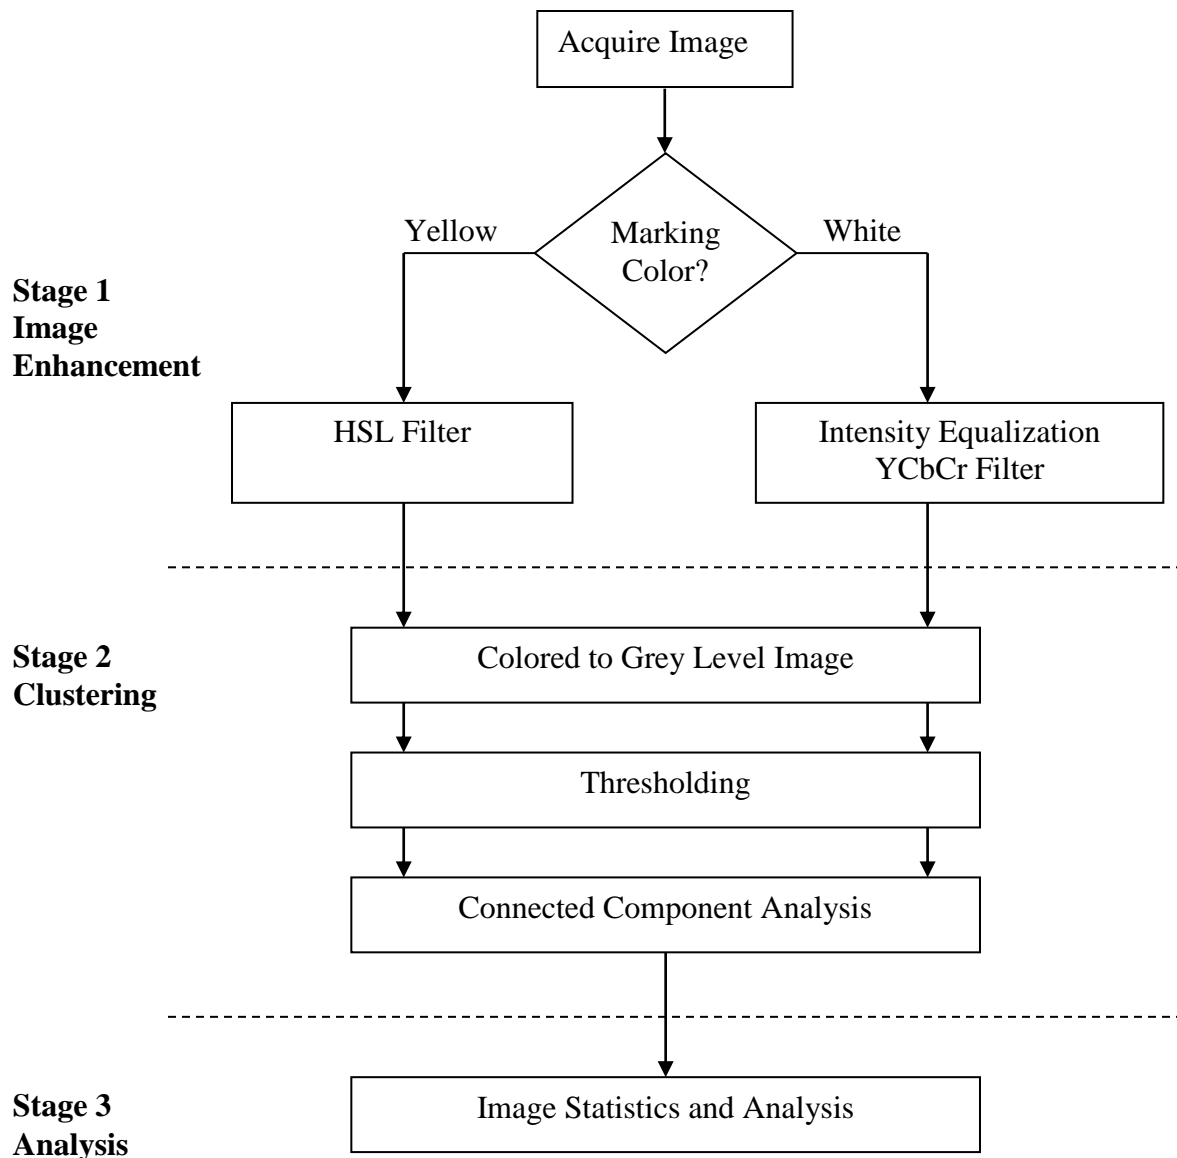 Acquire Image
Yellow
Marking
Color?
White
Stage 1
Image
Enhancement
HSL Filter
Intensity Equalization
YCbCr Filter
Stage 2
Clustering
Colored to Grey Level Image
Thresholding
Connected Component Analysis
Stage 3
Analysis
Image Statistics and Analysis